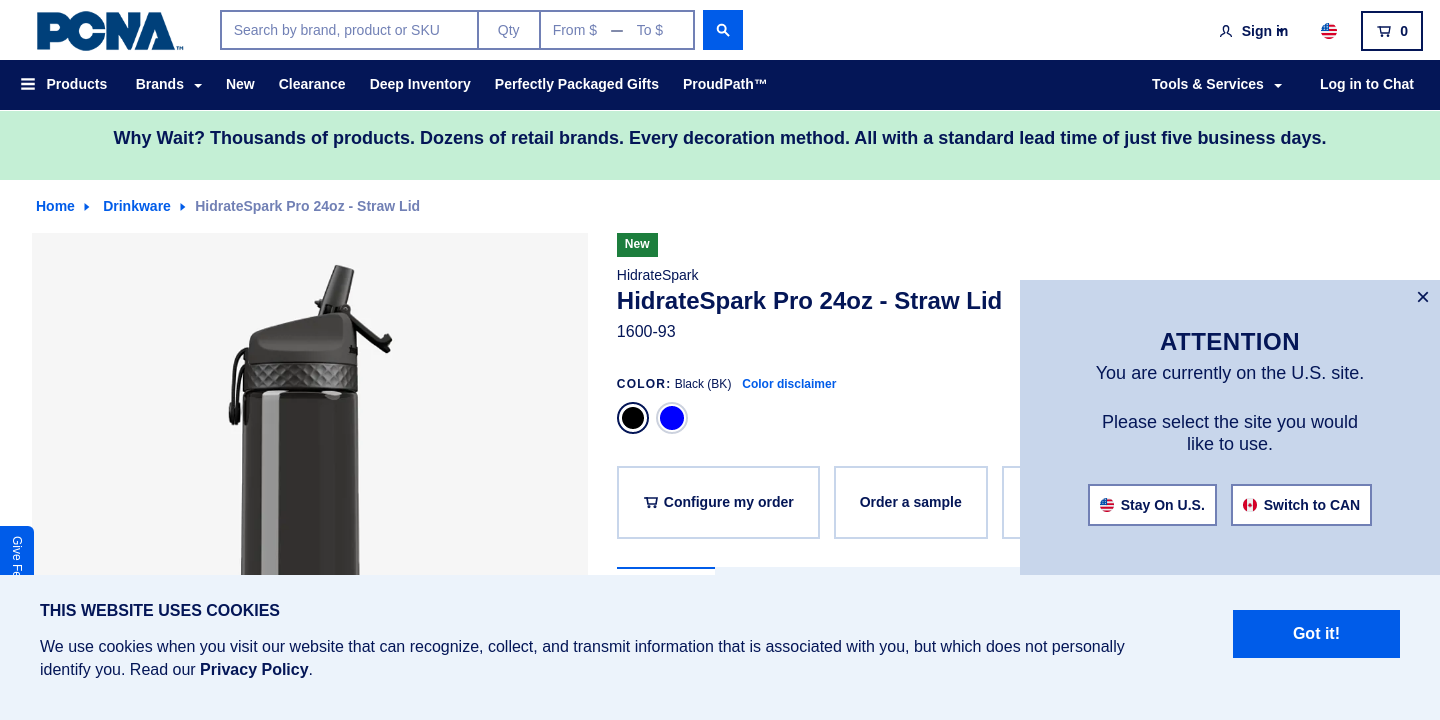 PCNA™
Search by brand, product or SKU
Qty
From $ — To $
Sign in
0
Products
Brands
New
Clearance
Deep Inventory
Perfectly Packaged Gifts
ProudPath™
Tools & Services
Log in to Chat
Why Wait? Thousands of products. Dozens of retail brands. Every decoration method. All with a standard lead time of just five business days.
Home
Drinkware
HidrateSpark Pro 24oz - Straw Lid
New
HidrateSpark
HidrateSpark Pro 24oz - Straw Lid
1600-93
COLOR: Black (BK) Color disclaimer
Configure my order
Order a sample
×
ATTENTION
You are currently on the U.S. site.
Please select the site you would
like to use.
Stay On U.S.
Switch to CAN
Give
THIS WEBSITE USES COOKIES
We use cookies when you visit our website that can recognize, collect, and transmit information that is associated with you, but which does not personally
identify you. Read our Privacy Policy.
Got it!